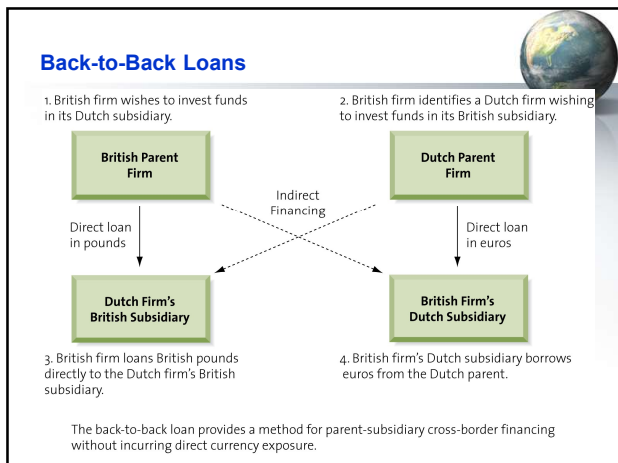 Back-to-Back Loans
1. British firm wishes to invest funds
in its Dutch subsidiary.
2. British firm identifies a Dutch firm wishing
to invest funds in its British subsidiary.
British Parent
Firm
Dutch Parent
Firm
Indirect
Financing
Direct loan
in pounds
Direct loan
in euros
Dutch Firm's
British Subsidiary
British Firm's
Dutch Subsidiary
3. British firm loans British pounds
directly to the Dutch firm's British
subsidiary.
4. British firm's Dutch subsidiary borrows
euros from the Dutch parent.
The back-to-back loan provides a method for parent-subsidiary cross-border financing
without incurring direct currency exposure.